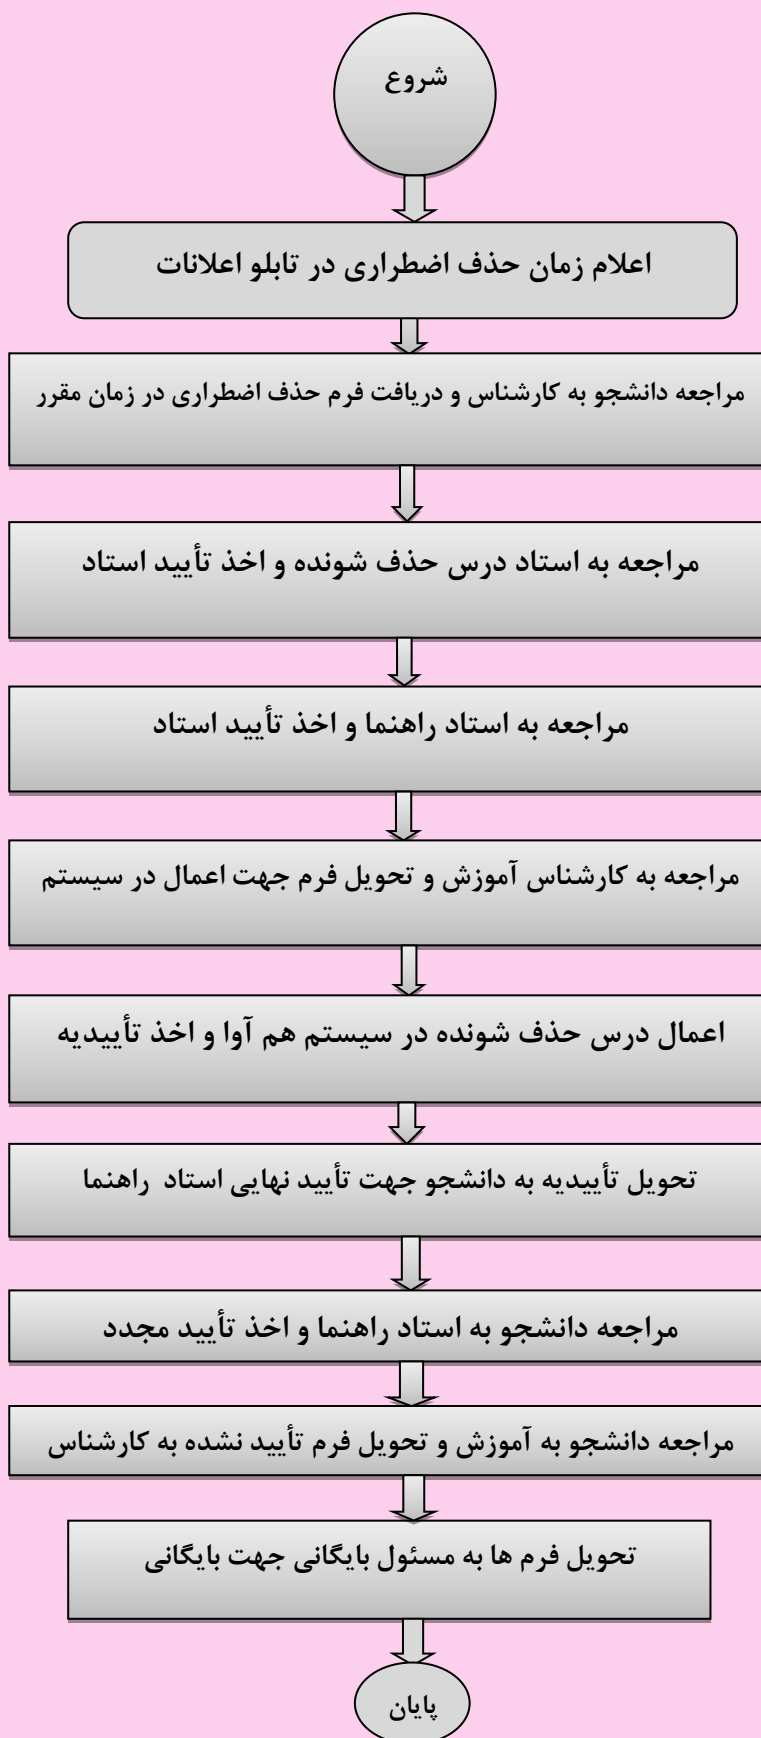 شروع
اعلام زمان حذف اضطراری در تابلو اعلانات
مراجعه دانشجو به کارشناس و دریافت فرم حذف اضطراری در زمان مقرر
مراجعه به استاد درس حذف شونده و اخذ تأیید استاد
مراجعه به استاد راهنما و اخذ تأیید استاد
مراجعه به کارشناس آموزش و تحویل فرم جهت اعمال در سیستم
اعمال درس حذف شونده در سیستم هم آوا و اخذ تأییدیه
تحویل تأییدیه به دانشجو جهت تأیید نهایی استاد راهنما
مراجعه دانشجو به استاد راهنما و اخذ تأیید مجدد
مراجعه دانشجو به آموزش و تحویل فرم تأیید نشده به کارشناس
تحویل فرم ها به مسئول بایگانی جهت بایگانی
پایان